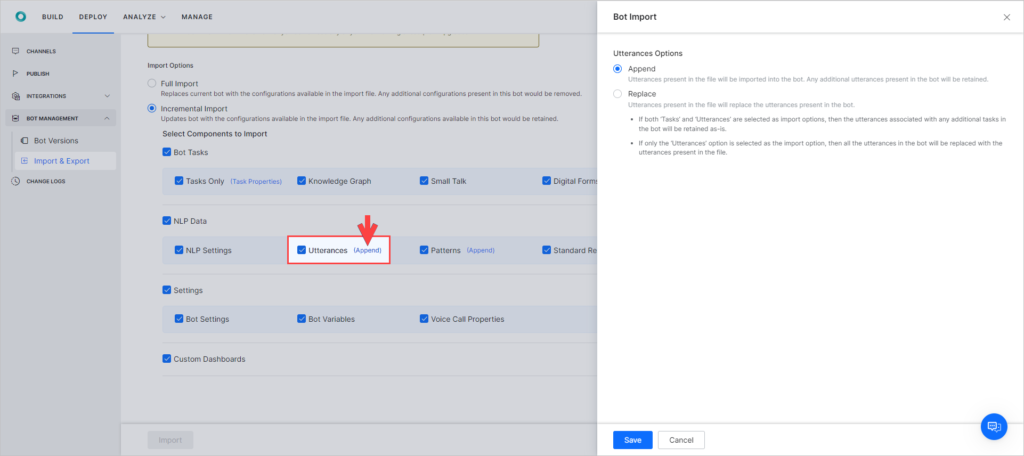 BUILD
DEPLOY
ANALYZE
MANAGE
CHANNELS
PUBLISH
INTEGRATIONS
BOT MANAGEMENT
Bot Versions
Import & Export
CHANGE LOGS
Import Options
Full Import
Replaces current bot with the configurations available in the import file. Any additional configurations present in this bot would be removed.
Incremental Import
Updates bot with the configurations available in the import file. Any additional configurations available in this bot would be retained.
Select Components to Import
Bot Tasks
Tasks Only (Task Properties)
Knowledge Graph
Small Talk
Digital Form
NLP Data
NLP Settings
Utterances (Append)
Patterns (Append)
Standard Re
Settings
Bot Settings
Bot Variables
Voice Call Properties
Custom Dashboards
Import
Bot Import
Utterances Options
Append
Utterances present in the file will be imported into the bot. Any additional utterances present in the bot will be retained.
Replace
Utterances present in the file will replace the utterances present in the bot.
• If both 'Tasks' and 'Utterances' are selected as import options, then the utterances associated with any additional tasks in
the bot will be retained as-is.
• If only the 'Utterances' option is selected as the import option, then all the utterances in the bot will be replaced with the
utterances present in the file.
Save
Cancel